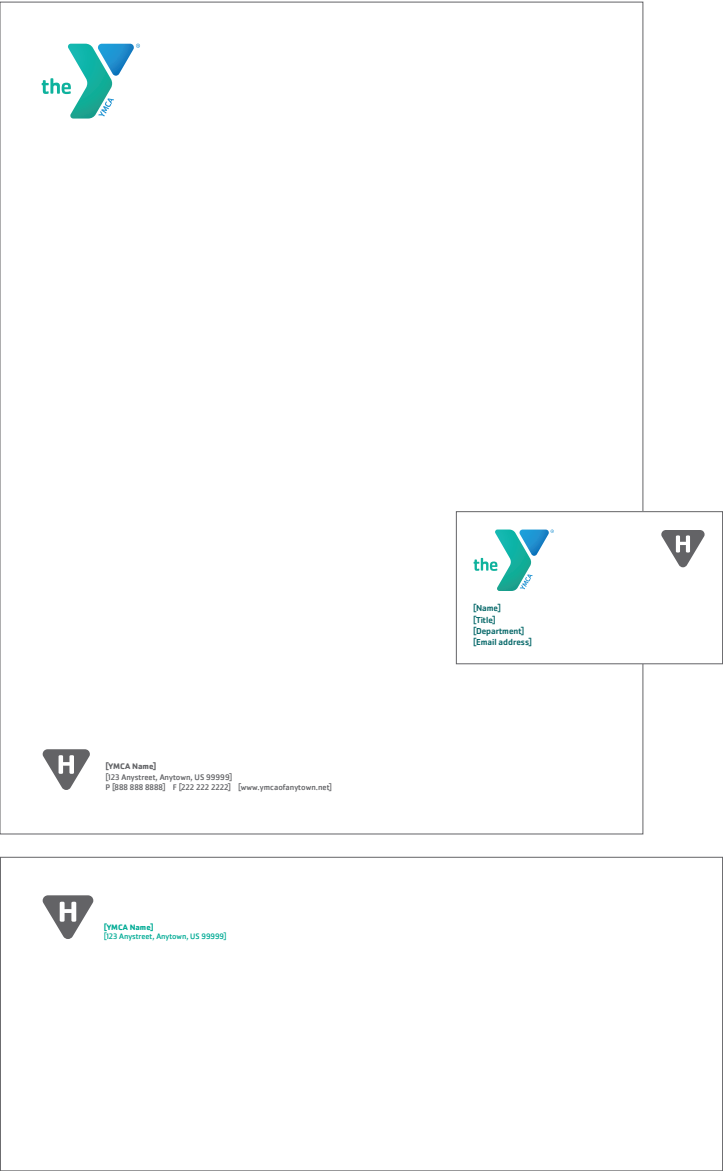 the
®
YMCA
the
®
YMCA
H
[Name]
[Title]
[Department]
[Email address]
H
[YMCA Name]
[123 Anystreet, Anytown, US 99999]
P [888 888 8888] F [222 222 2222] [www.ymcaofanytown.net]
H
[YMCA Name]
[123 Anystreet, Anytown, US 99999]